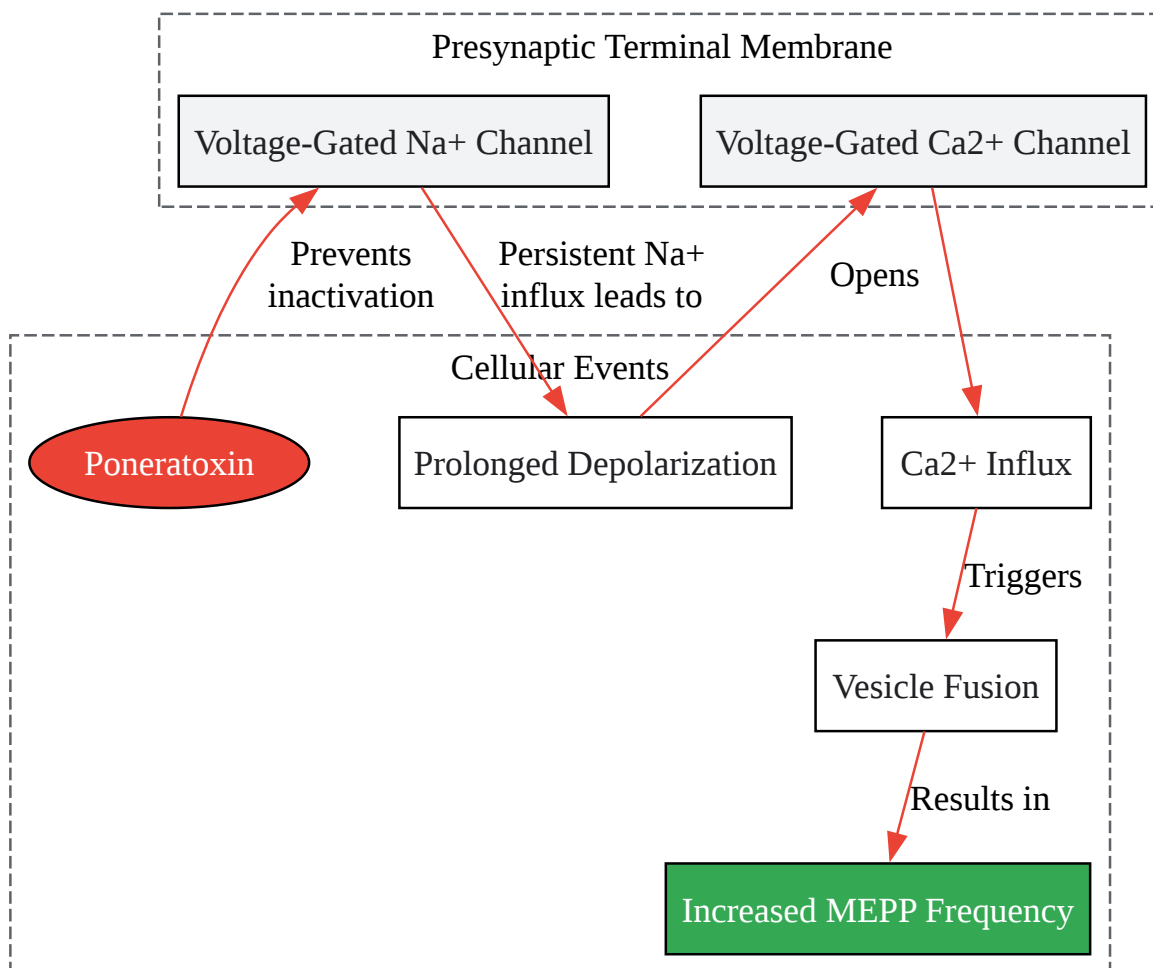 Presynaptic Terminal Membrane
Voltage-Gated Na+ Channel
Voltage-Gated Ca2+ Channel
Prevents
inactivation
Persistent Na+
influx leads to
Opens
Cellular Events
Poneratoxin
Prolonged Depolarization
Ca2+ Influx
Triggers
Vesicle Fusion
Results in
Increased MEPP Frequency